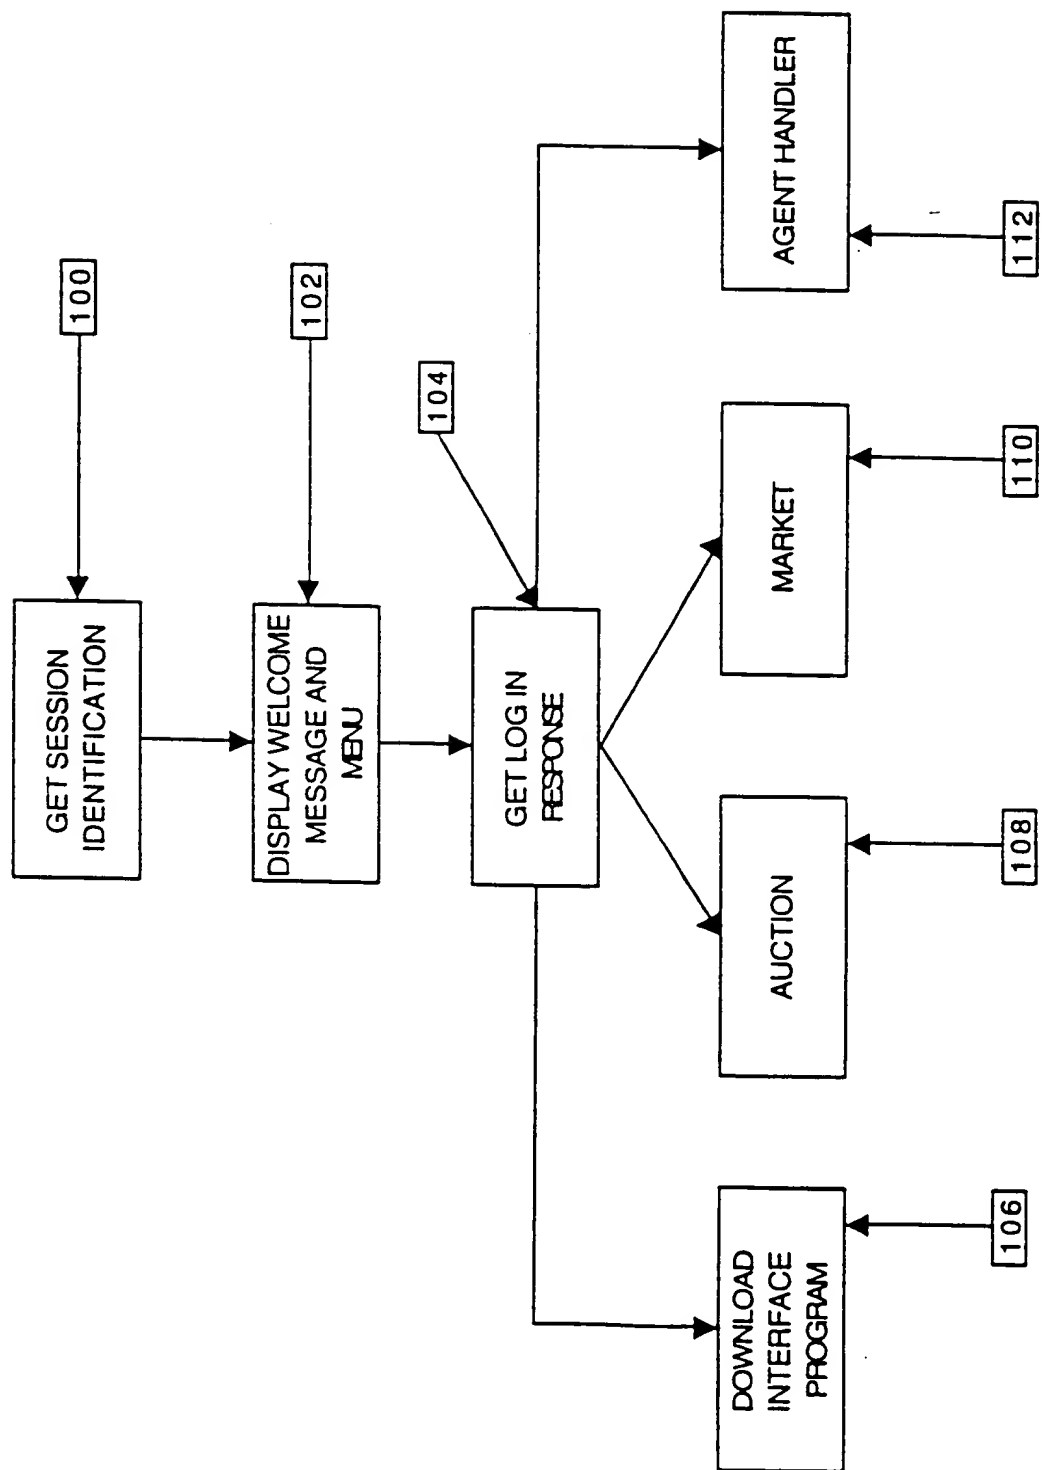 100
GET SESSION
IDENTIFICATION
102
DISPLAY WELCOME
MESSAGE AND
MENU
104
GET LOG IN
RESPONSE
DOWNLOAD
INTERFACE
PROGRAM
AUCTION
MARKET
AGENT HANDLER
106
108
110
112